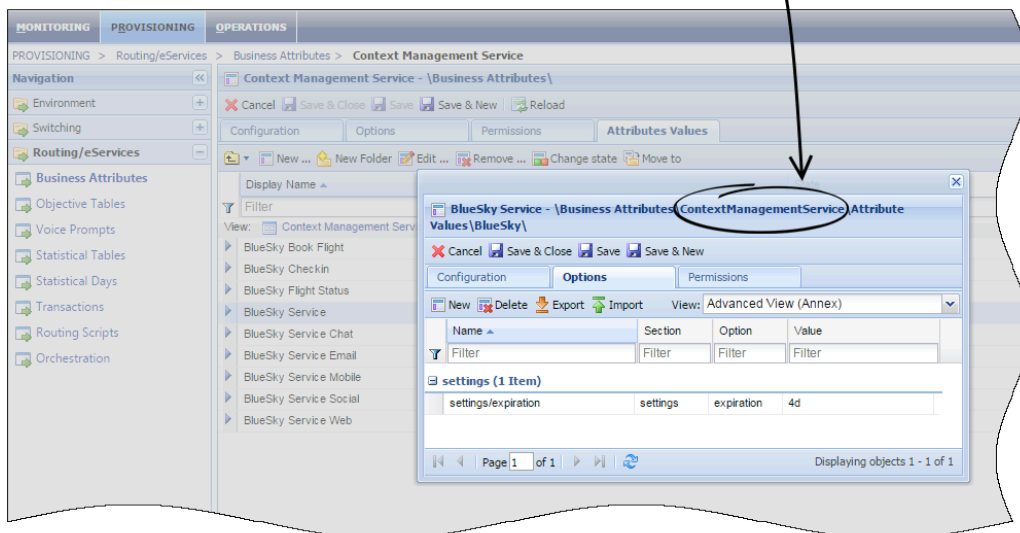 MONITORING PROVISIONING OPERATIONS
PROVISIONING > Routing/eServices > Business Attributes > Context Management Service
Navigation
Environment
Switching
Routing/eServices
Business Attributes
Objective Tables
Voice Prompts
Statistical Tables
Statistical Days
Transactions
Routing Scripts
Orchestration
Context Management Service - \Business Attributes\
Cancel Save & Close Save Save & New Reload
Configuration Options Permissions Attributes Values
New ... New Folder Edit ... Remove ... Change state Move to
Display Name
Filter
View: Context Management Serv
BlueSky Book Flight
BlueSky Checkin
BlueSky Flight Status
BlueSky Service
BlueSky Service Chat
BlueSky Service Email
BlueSky Service Mobile
BlueSky Service Social
BlueSky Service Web
BlueSky Service - \Business Attributes\ContextManagementService\Attribute
Values\BlueSky\
Cancel Save & Close Save Save & New
Configuration Options Permissions
New Delete Export Import View: Advanced View (Annex)
Name Section Option Value
Filter Filter Filter Filter
settings (1 Item)
settings/expiration settings expiration 4d
Page 1 of 1 Displaying objects 1 - 1 of 1